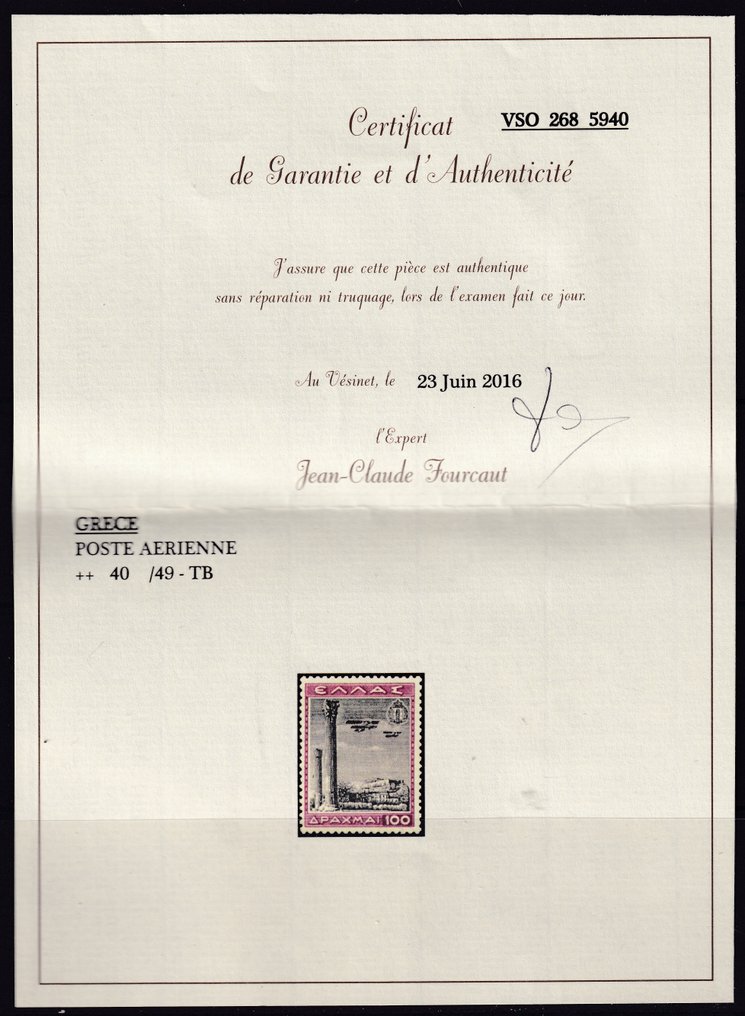 Certificat VSO 268 5940
de Garantie et d'Authenticité
J'assure que cette pièce est authentique
sans réparation ni truquage, lors de l'examen fait ce jour.
Au Vésinet, le 23 Juin 2016
l'Expert
Jean-Claude Fourcaut
GRECE
POSTE AERIENNE
++ 40 /49 - TB
ΕΛΛΑΣ
ΔΡΑΧΜΑΙ 100